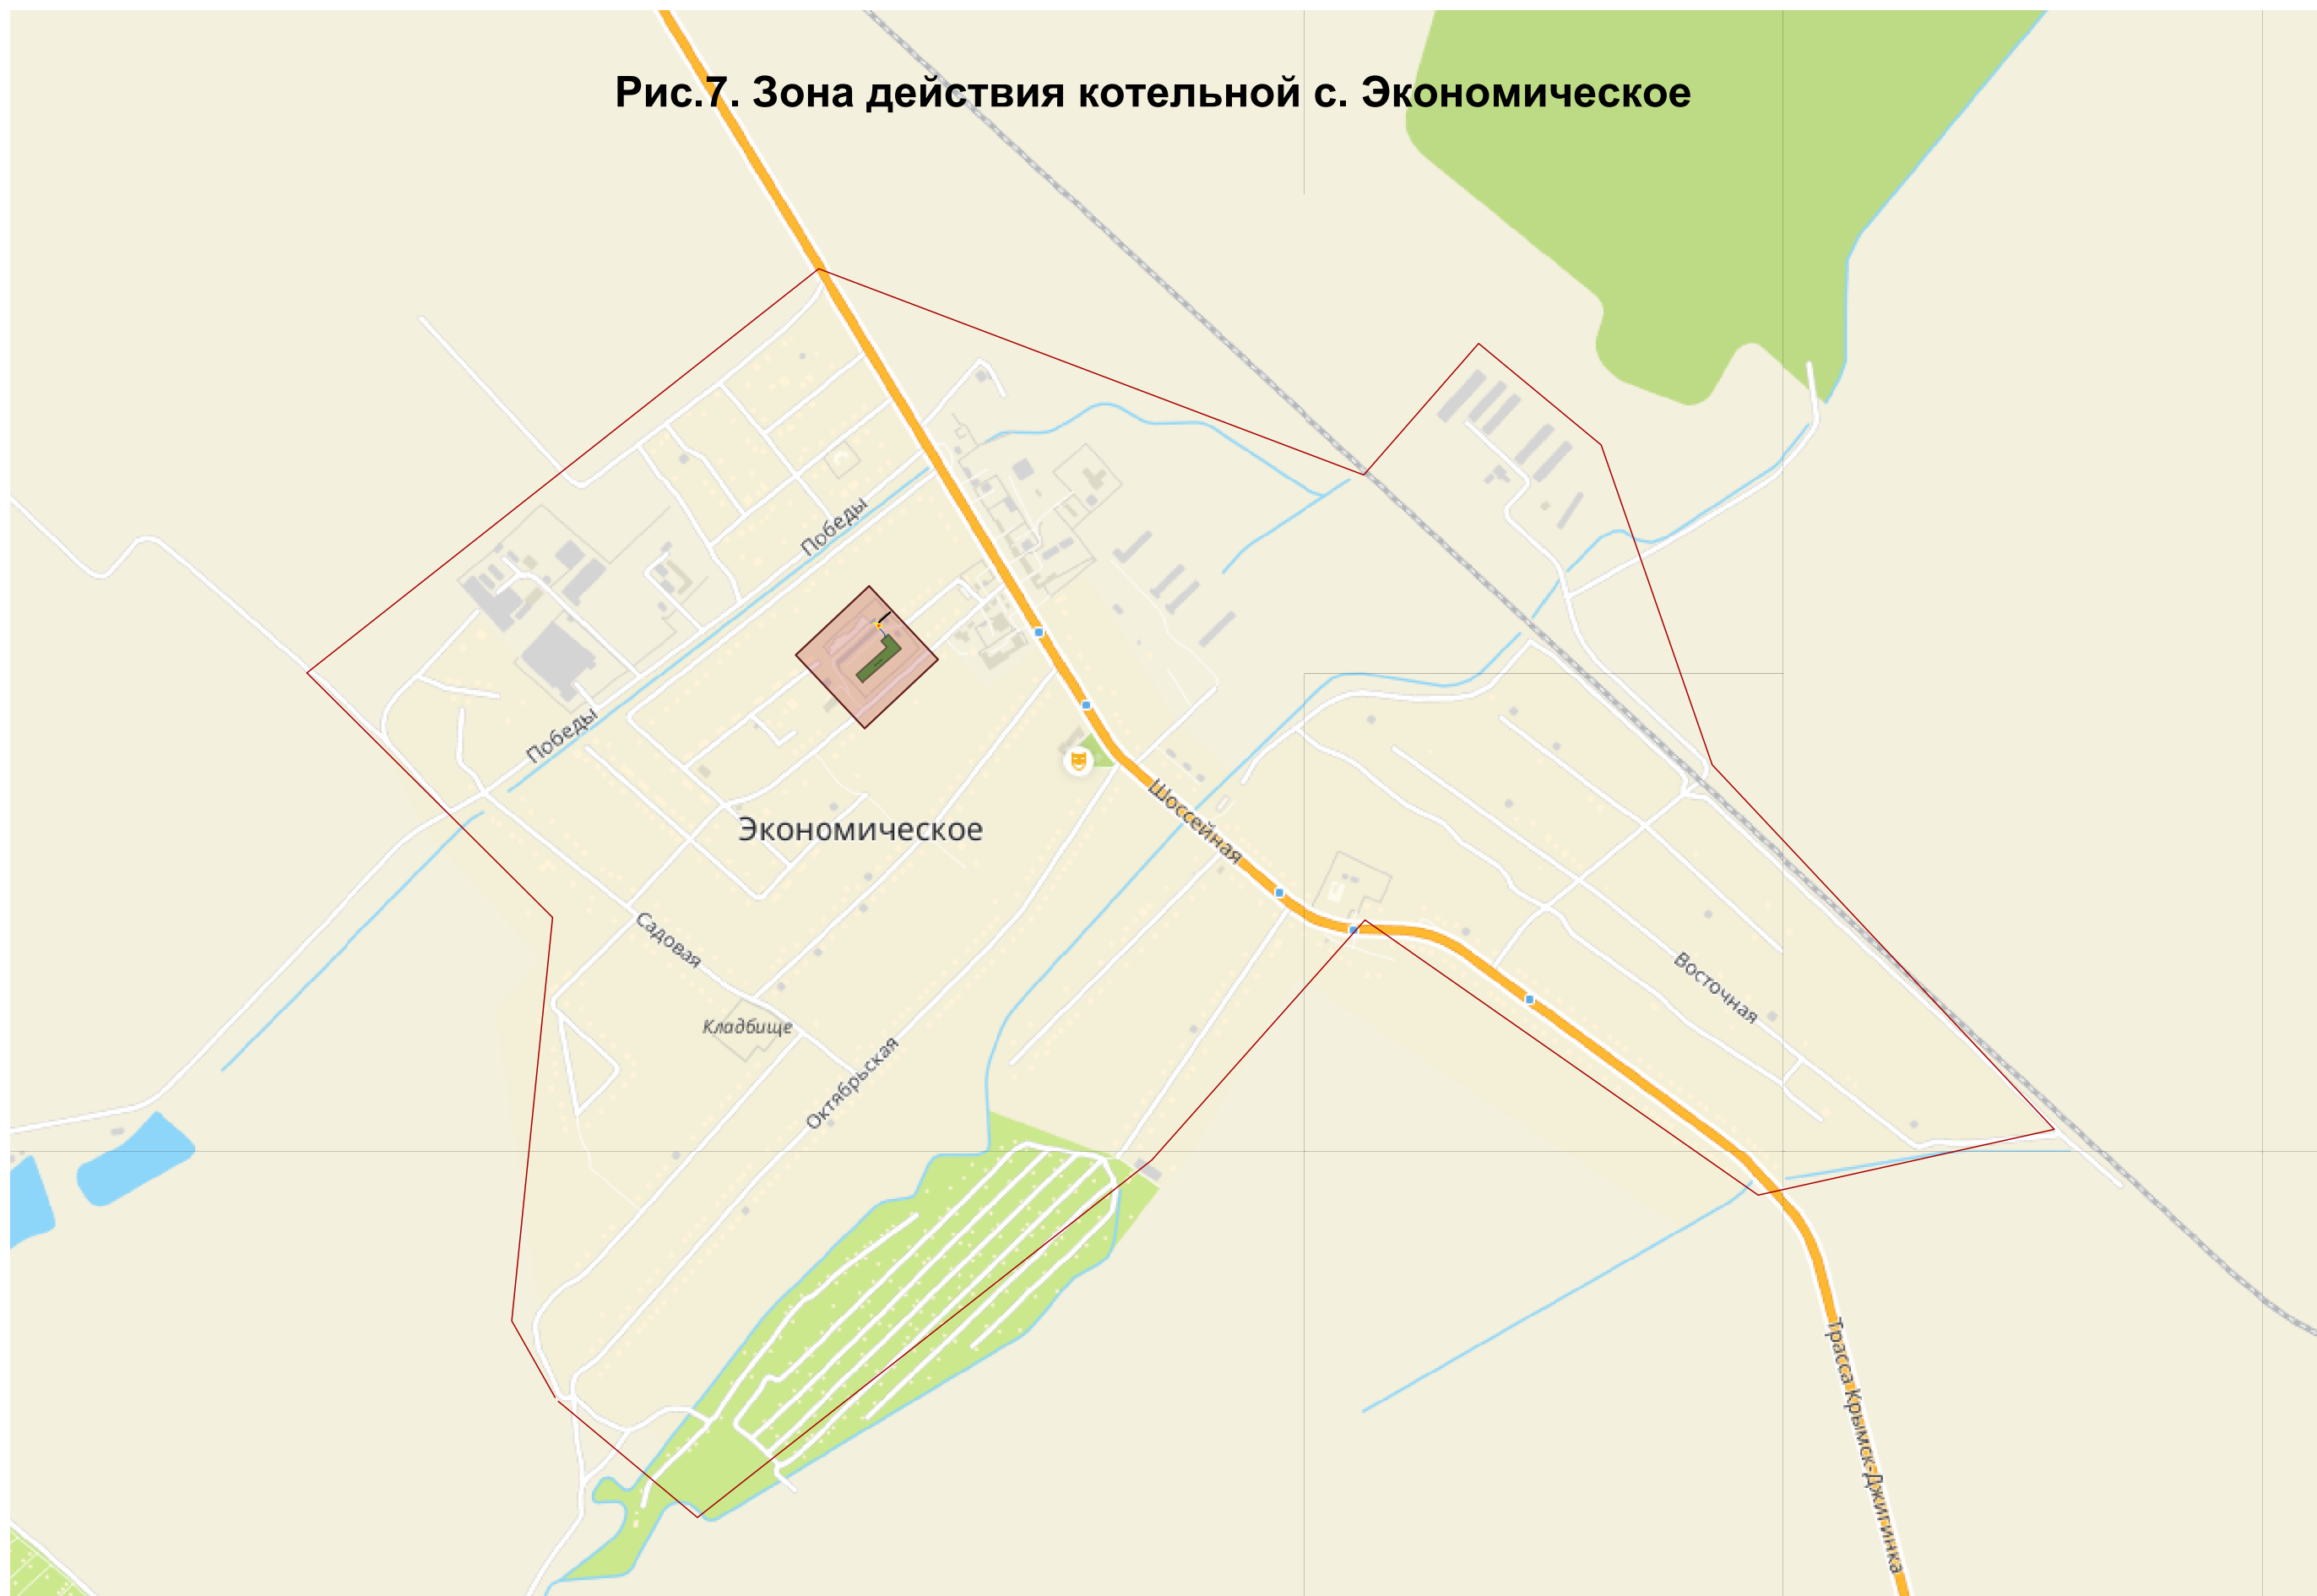 Рис.7. Зона действия котельной с. Экономическое
Победы
Победы
Шоссейная
Экономическое
Садовая
Восточная
Кладбище
Октябрьская
Трасса Крымск-Джигинка